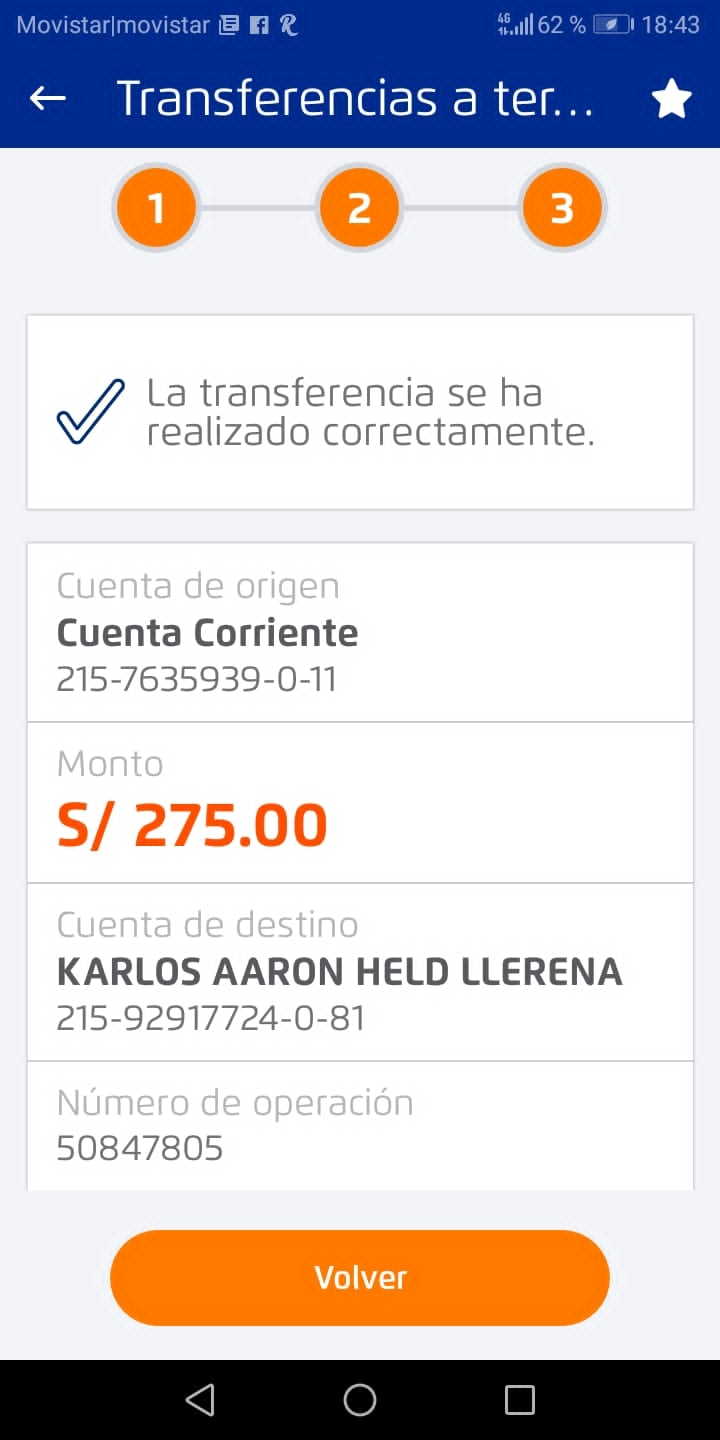 Movistar|movistar 4G 62 % 18:43
Transferencias a ter...
1 2 3
La transferencia se ha
realizado correctamente.
Cuenta de origen
Cuenta Corriente
215-7635939-0-11
Monto
S/ 275.00
Cuenta de destino
KARLOS AARON HELD LLERENA
215-92917724-0-81
Número de operación
50847805
Volver